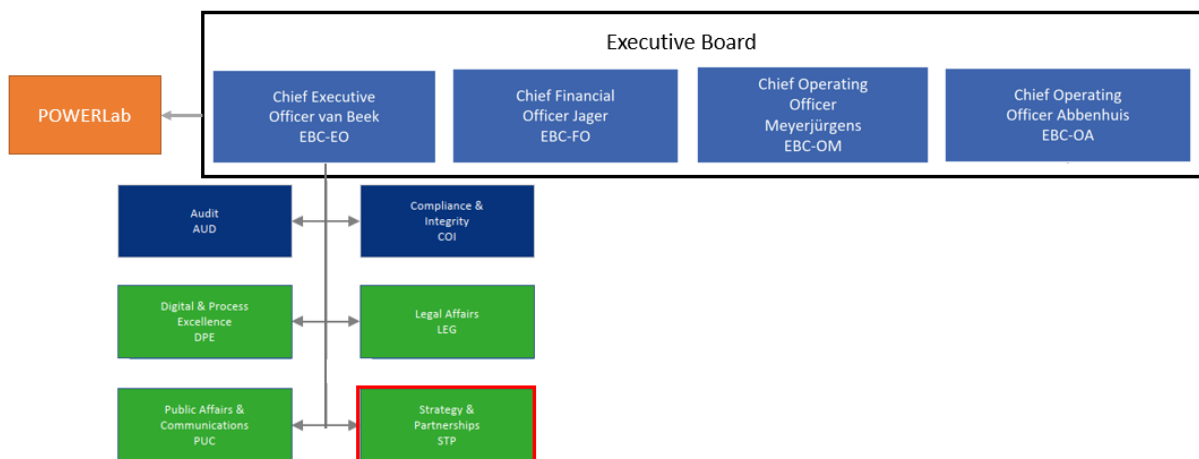 Executive Board
POWERLab
Chief Executive
Officer van Beek
EBC-EO
Chief Financial
Officer Jager
EBC-FO
Chief Operating
Officer
Meyerjürgens
EBC-OM
Chief Operating
Officer Abbenhuis
EBC-OA
Audit
AUD
Compliance &
Integrity
COI
Digital & Process
Excellence
DPE
Legal Affairs
LEG
Public Affairs &
Communications
PUC
Strategy &
Partnerships
STP